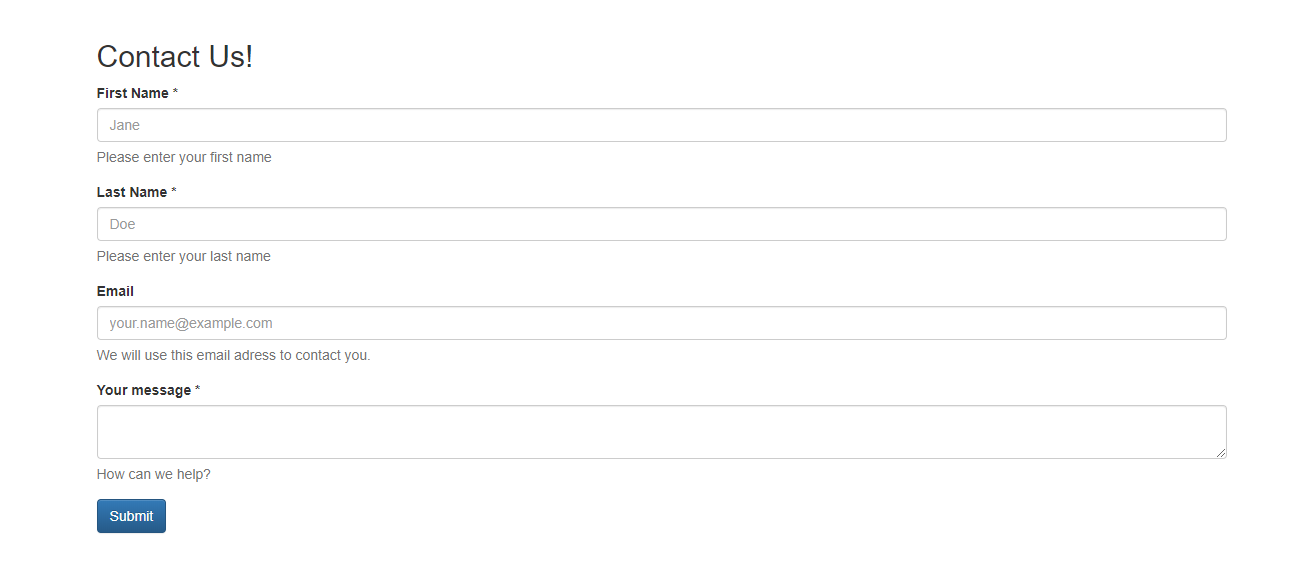 Contact Us!
First Name *
Jane
Please enter your first name
Last Name *
Doe
Please enter your last name
Email
your.name@example.com
We will use this email adress to contact you.
Your message *
How can we help?
Submit